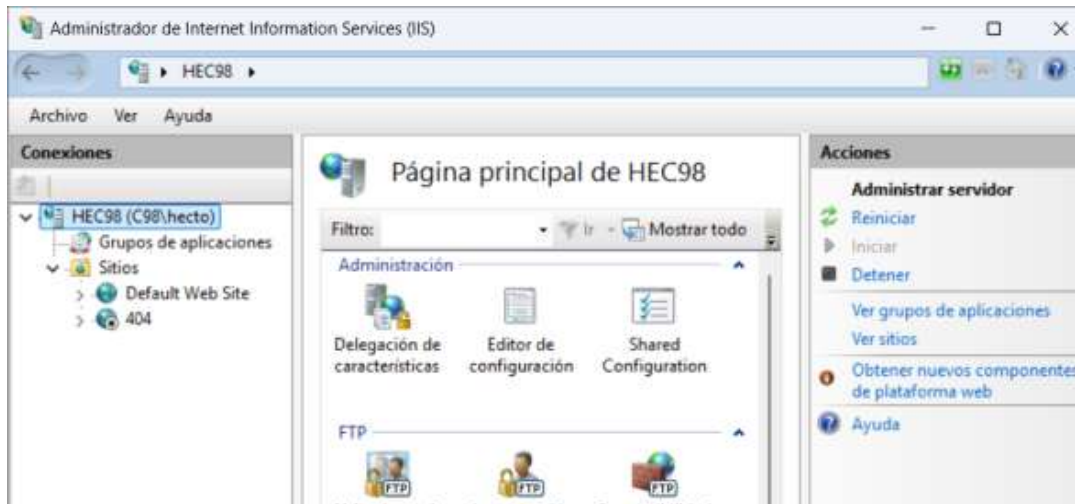 Administrador de Internet Information Services (IIS)
HEC98
Archivo Ver Ayuda
Conexiones
HEC98 (C98\hecto)
Grupos de aplicaciones
Sitios
Default Web Site
404
Página principal de HEC98
Filtro: Ir Mostrar todo
Administración
Delegación de características
Editor de configuración
Shared Configuration
FTP
FTP
FTP
FTP
Acciones
Administrar servidor
Reiniciar
Iniciar
Detener
Ver grupos de aplicaciones
Ver sitios
Obtener nuevos componentes
de plataforma web
Ayuda